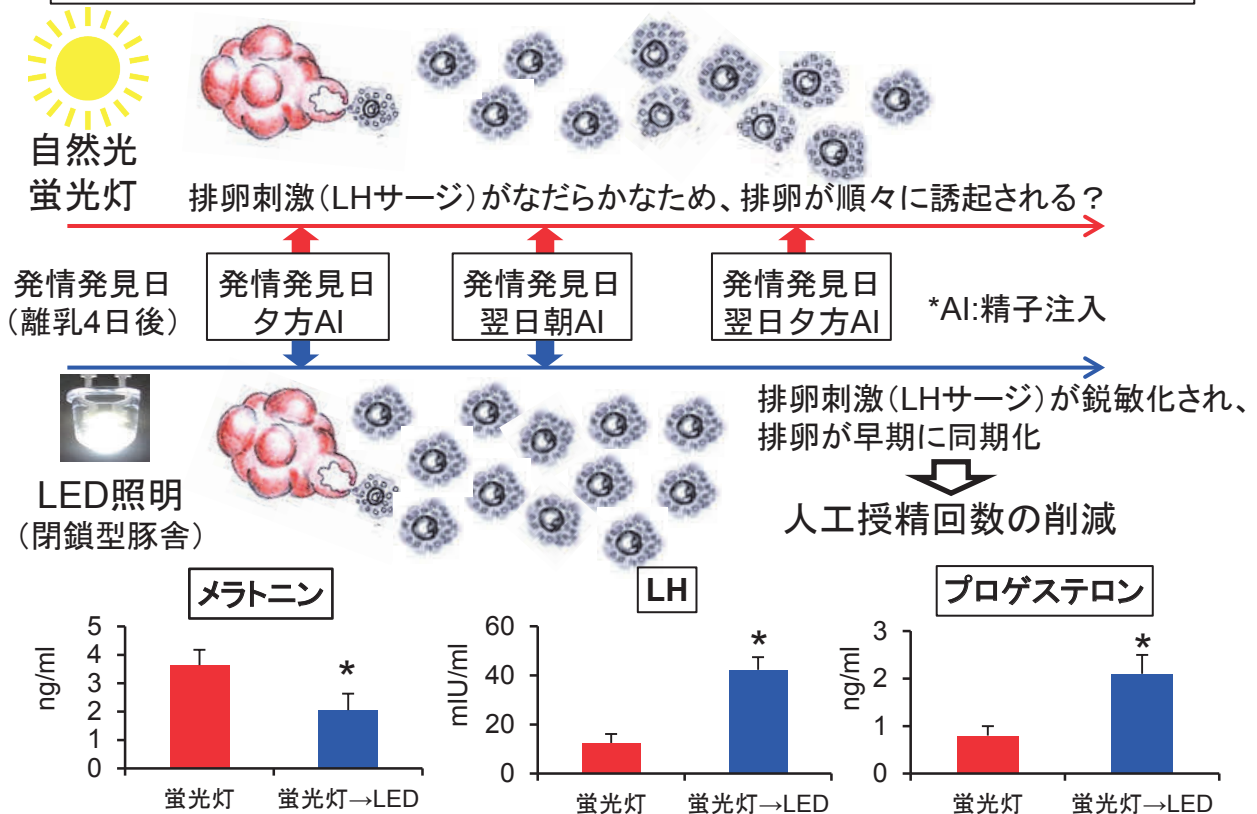 自然光
蛍光灯
排卵刺激(LHサージ)がなだらかなため、排卵が順々に誘起される?
発情発見日
(離乳4日後)
発情発見日
夕方AI
発情発見日
翌日朝AI
発情発見日
翌日夕方AI
*AI:精子注入
LED照明
(閉鎖型豚舎)
排卵刺激(LHサージ)が鋭敏化され、
排卵が早期に同期化
人工授精回数の削減
メラトニン
ng/ml
5
4
3
2
1
0
*
蛍光灯
蛍光灯→LED
LH
mIU/ml
60
40
20
0
*
蛍光灯
蛍光灯→LED
プロゲステロン
ng/ml
3
2
1
0
*
蛍光灯
蛍光灯→LED